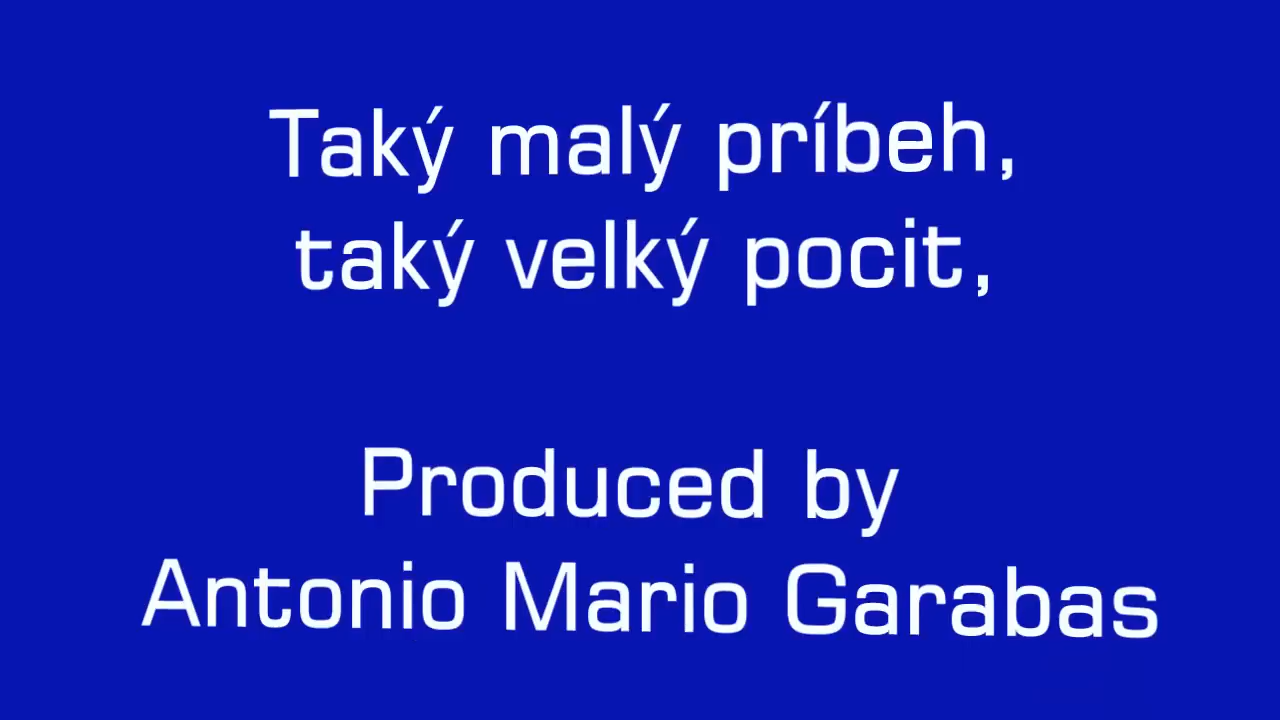 Taký malý príbeh,
taký velký pocit,
Produced by
Antonio Mario Garabas